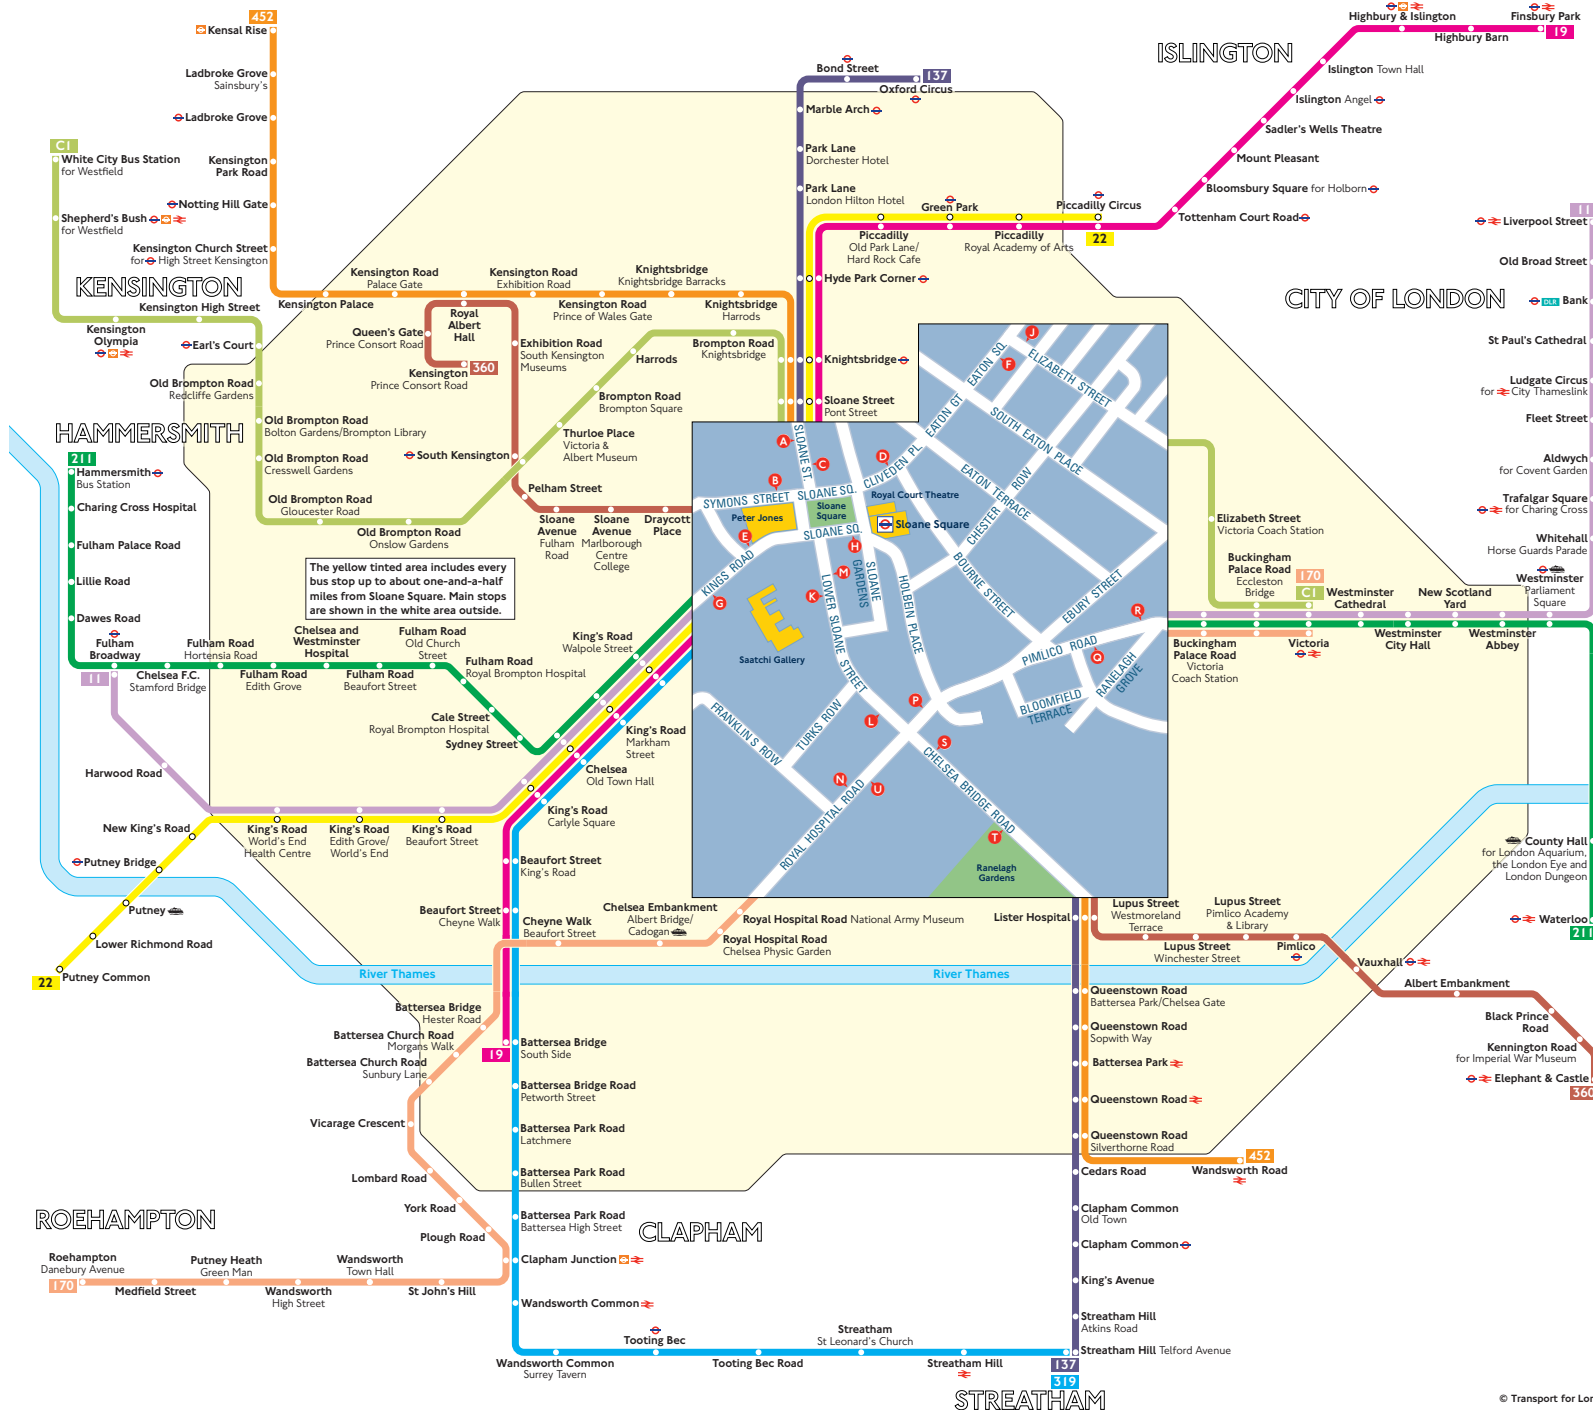 452
Kensal Rise
Ladbroke Grove
Sainsbury's
Ladbroke Grove
Kensington
Park Road
Notting Hill Gate
Kensington Church Street
for High Street Kensington
C1
White City Bus Station
for Westfield
Shepherd's Bush
for Westfield
KENSINGTON
Kensington High Street
Kensington
Olympia
Earl's Court
Old Brompton Road
Redcliffe Gardens
Old Brompton Road
Bolton Gardens/Brompton Library
Old Brompton Road
Cresswell Gardens
Old Brompton Road
Gloucester Road
Old Brompton Road
Onslow Gardens
Kensington Palace
Kensington Road
Palace Gate
Kensington Road
Exhibition Road
Kensington Road
Prince of Wales Gate
Knightsbridge
Knightsbridge Barracks
Knightsbridge
Harrods
Royal
Albert
Hall
Queen's Gate
Prince Consort Road
Kensington
Prince Consort Road
360
Exhibition Road
South Kensington
Museums
South Kensington
Pelham Street
Sloane
Avenue
Fulham
Road
Sloane
Avenue
Marlborough
Centre
College
Draycott
Place
Thurloe Place
Victoria &
Albert Museum
Brompton Road
Brompton Square
Harrods
Brompton Road
Knightsbridge
Bond Street
137
Oxford Circus
Marble Arch
Park Lane
Dorchester Hotel
Park Lane
London Hilton Hotel
Green Park
Piccadilly Circus
22
Piccadilly
Old Park Lane/
Hard Rock Cafe
Piccadilly
Royal Academy of Arts
Hyde Park Corner
Knightsbridge
Sloane Street
Pont Street
ISLINGTON
Highbury & Islington
Finsbury Park
19
Highbury Barn
Islington Town Hall
Islington Angel
Sadler's Wells Theatre
Mount Pleasant
Bloomsbury Square for Holborn
Tottenham Court Road
CITY OF LONDON
11
Liverpool Street
Old Broad Street
DLR Bank
St Paul's Cathedral
Ludgate Circus
for City Thameslink
Fleet Street
Aldwych
for Covent Garden
Trafalgar Square
for Charing Cross
Whitehall
Horse Guards Parade
Westminster
Parliament
Square
HAMMERSMITH
211
Hammersmith
Bus Station
Charing Cross Hospital
Fulham Palace Road
Lillie Road
Dawes Road
Fulham
Broadway
11
Chelsea F.C.
Stamford Bridge
Fulham Road
Hortensia Road
Fulham Road
Edith Grove
Chelsea and
Westminster
Hospital
Fulham Road
Beaufort Street
Fulham Road
Old Church
Street
Fulham Road
Royal Brompton Hospital
Cale Street
Royal Brompton Hospital
Sydney Street
The yellow tinted area includes every
bus stop up to about one-and-a-half
miles from Sloane Square. Main stops
are shown in the white area outside.
King's Road
Walpole Street
King's Road
Markham
Street
Chelsea
Old Town Hall
King's Road
Carlyle Square
Harwood Road
New King's Road
Putney Bridge
Putney
Lower Richmond Road
22
Putney Common
King's Road
World's End
Health Centre
King's Road
Edith Grove/
World's End
King's Road
Beaufort Street
Beaufort Street
King's Road
Beaufort Street
Cheyne Walk
Cheyne Walk
Beaufort Street
Chelsea Embankment
Albert Bridge/
Cadogan
Royal Hospital Road National Army Museum
Royal Hospital Road
Chelsea Physic Garden
River Thames
River Thames
A
B
C
D
E
F
G
H
J
K
L
M
N
P
Q
R
S
T
U
SLOANE ST.
SYMONS STREET
SLOANE SQ.
CLIVEDEN PL.
EATON GT
EATON SQ.
ELIZABETH STREET
SOUTH EATON PLACE
EATON TERRACE
CHESTER ROW
BOURNE STREET
EBURY STREET
PIMLICO ROAD
RANELAGH
GROVE
BLOOMFIELD
TERRACE
HOLBEIN PLACE
SLOANE
GARDENS
SLOANE SQ.
LOWER SLOANE STREET
KINGS ROAD
TURKS ROW
FRANKLIN'S ROW
ROYAL HOSPITAL ROAD
CHELSEA BRIDGE ROAD
Peter Jones
Sloane
Square
Royal Court Theatre
Sloane Square
Saatchi Gallery
Ranelagh
Gardens
Elizabeth Street
Victoria Coach Station
Buckingham
Palace Road
Eccleston
Bridge
170
C1
Buckingham
Palace Road
Victoria
Coach Station
Victoria
Westminster
Cathedral
Westminster
City Hall
New Scotland
Yard
Westminster
Abbey
County Hall
for London Aquarium,
the London Eye and
London Dungeon
Waterloo
211
Lister Hospital
Lupus Street
Westmoreland
Terrace
Lupus Street
Winchester Street
Lupus Street
Pimlico Academy
& Library
Pimlico
Vauxhall
Albert Embankment
Black Prince
Road
Kennington Road
for Imperial War Museum
Elephant & Castle
360
Queenstown Road
Battersea Park/Chelsea Gate
Queenstown Road
Sopwith Way
Battersea Park
Queenstown Road
Queenstown Road
Silverthorne Road
452
Wandsworth Road
Cedars Road
Clapham Common
Old Town
Clapham Common
King's Avenue
Streatham Hill
Atkins Road
Streatham Hill Telford Avenue
137
319
STREATHAM
Battersea Bridge
Hester Road
Battersea Church Road
Morgans Walk
Battersea Church Road
Sunbury Lane
Vicarage Crescent
Lombard Road
York Road
Plough Road
19
Battersea Bridge
South Side
Battersea Bridge Road
Petworth Street
Battersea Park Road
Latchmere
Battersea Park Road
Bullen Street
Battersea Park Road
Battersea High Street
CLAPHAM
Clapham Junction
Wandsworth Common
Wandsworth Common
Surrey Tavern
Tooting Bec
Tooting Bec Road
Streatham
St Leonard's Church
Streatham Hill
ROEHAMPTON
Roehampton
Danebury Avenue
170
Medfield Street
Putney Heath
Green Man
Wandsworth
High Street
Wandsworth
Town Hall
St John's Hill
© Transport for Lon